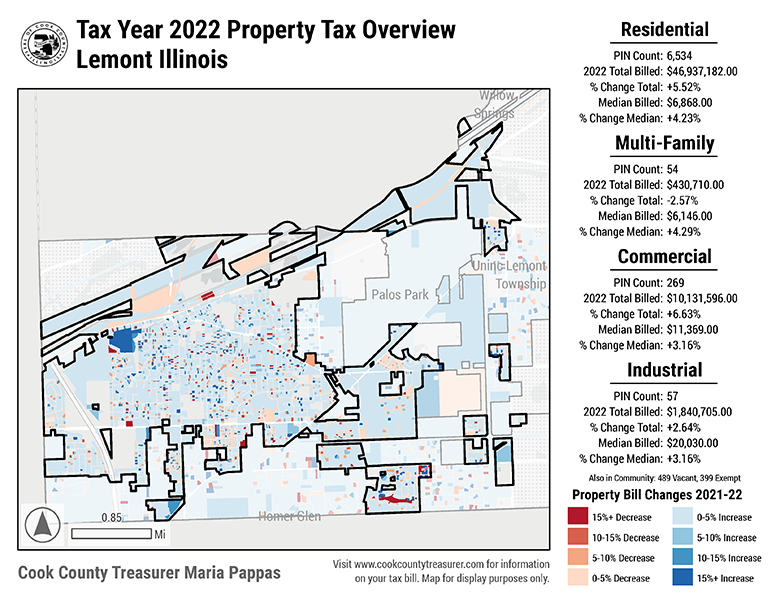 Tax Year 2022 Property Tax Overview
Lemont Illinois
Willow
Springs
Palos Park
Uninc Lemont
Township
Homer Glen
0.85
Mi
Cook County Treasurer Maria Pappas
Visit www.cookcountytreasurer.com for information
on your tax bill. Map for display purposes only.
Residential
PIN Count: 6,534
2022 Total Billed: $46,937,182.00
% Change Total: +5.52%
Median Billed: $6,868.00
% Change Median: +4.23%
Multi-Family
PIN Count: 54
2022 Total Billed: $430,710.00
% Change Total: -2.57%
Median Billed: $6,146.00
% Change Median: +4.29%
Commercial
PIN Count: 269
2022 Total Billed: $10,131,596.00
% Change Total: +6.63%
Median Billed: $11,369.00
% Change Median: +3.16%
Industrial
PIN Count: 57
2022 Total Billed: $1,840,705.00
% Change Total: +2.64%
Median Billed: $20,030.00
% Change Median: +3.16%
Also in Community: 489 Vacant, 399 Exempt
Property Bill Changes 2021-22
15%+ Decrease
10-15% Decrease
5-10% Decrease
0-5% Decrease
0-5% Increase
5-10% Increase
10-15% Increase
15%+ Increase